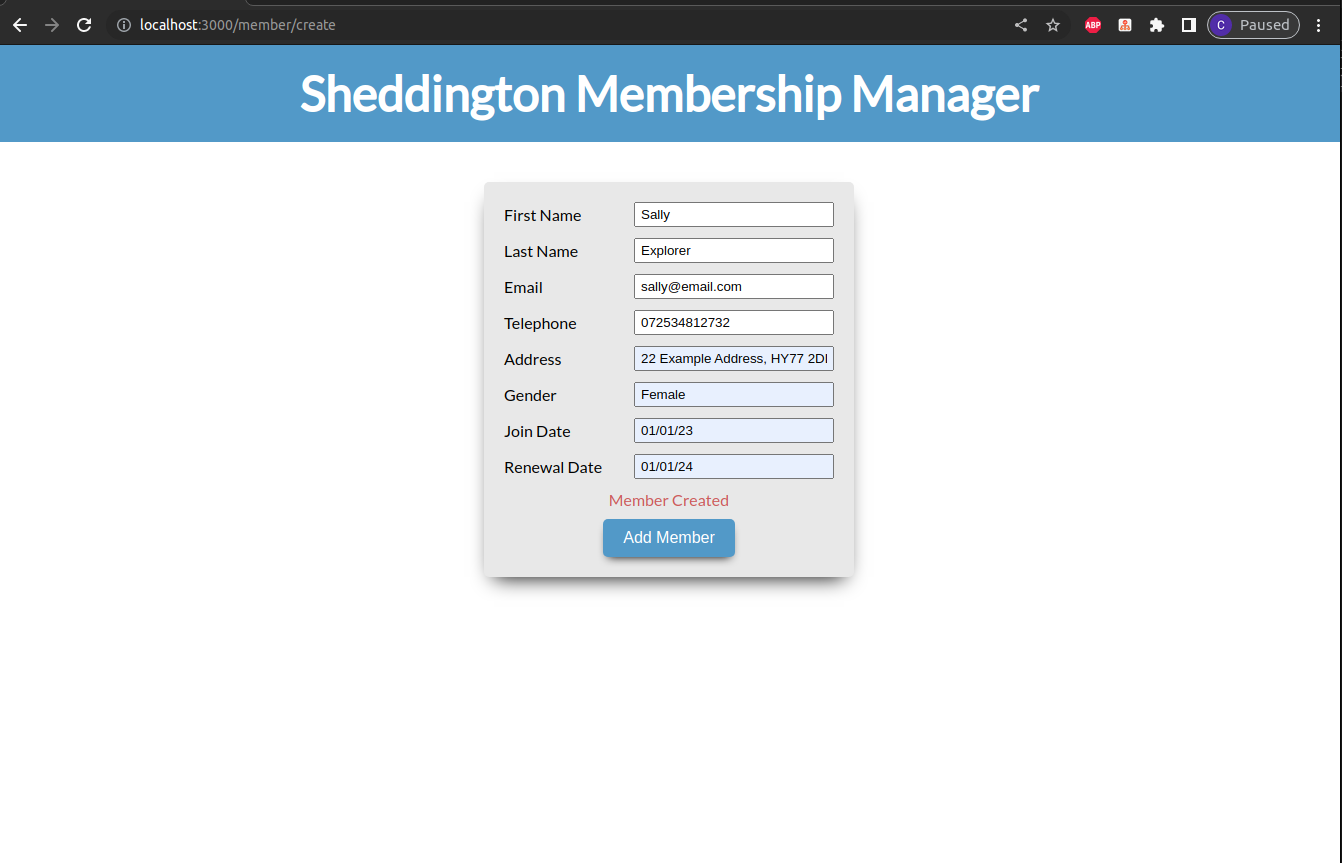 localhost:3000/member/create
ABP
C Paused
Sheddington Membership Manager
First Name Sally
Last Name Explorer
Email sally@email.com
Telephone 072534812732
Address 22 Example Address, HY77
Gender Female
Join Date 01/01/23
Renewal Date 01/01/24
Member Created
Add Member